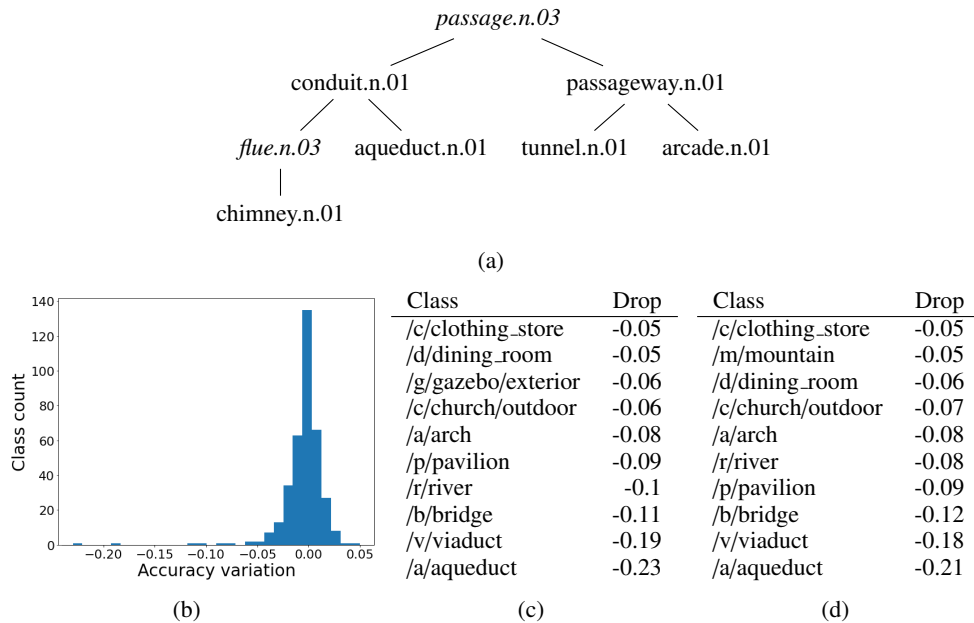 passage.n.03
conduit.n.01 passageway.n.01
flue.n.03 aqueduct.n.01 tunnel.n.01 arcade.n.01
chimney.n.01
(a)
140
120
100
80
60
40
20
0
Class count
−0.20 −0.15 −0.10 −0.05 0.00 0.05
Accuracy variation
(b)
Class Drop
/c/clothing_store -0.05
/d/dining_room -0.05
/g/gazebo/exterior -0.06
/c/church/outdoor -0.06
/a/arch -0.08
/p/pavilion -0.09
/r/river -0.1
/b/bridge -0.11
/v/viaduct -0.19
/a/aqueduct -0.23
(c)
Class Drop
/c/clothing_store -0.05
/m/mountain -0.05
/d/dining_room -0.06
/c/church/outdoor -0.07
/a/arch -0.08
/r/river -0.08
/p/pavilion -0.09
/b/bridge -0.12
/v/viaduct -0.18
/a/aqueduct -0.21
(d)